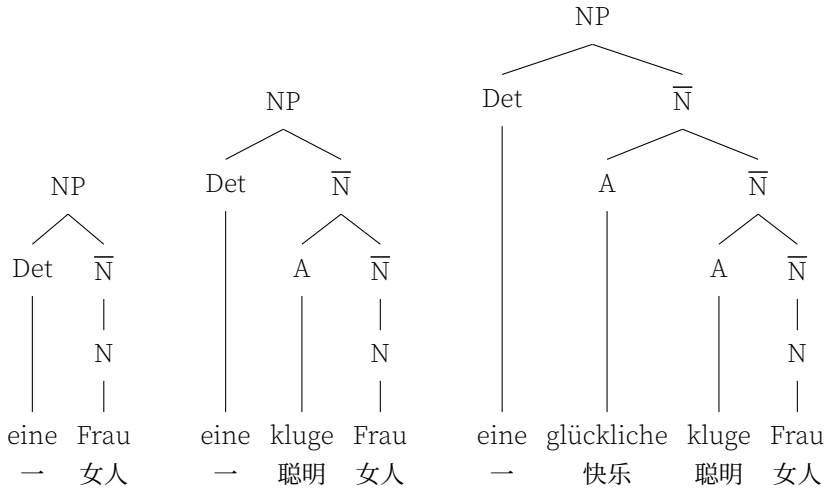 NP
NP
Det N̅
NP
Det N̅
A N̅
Det N̅
A N̅
A N̅
N
N
N
eine Frau eine kluge Frau eine glückliche kluge Frau
一 女人 一 聪明 女人 一 快乐 聪明 女人